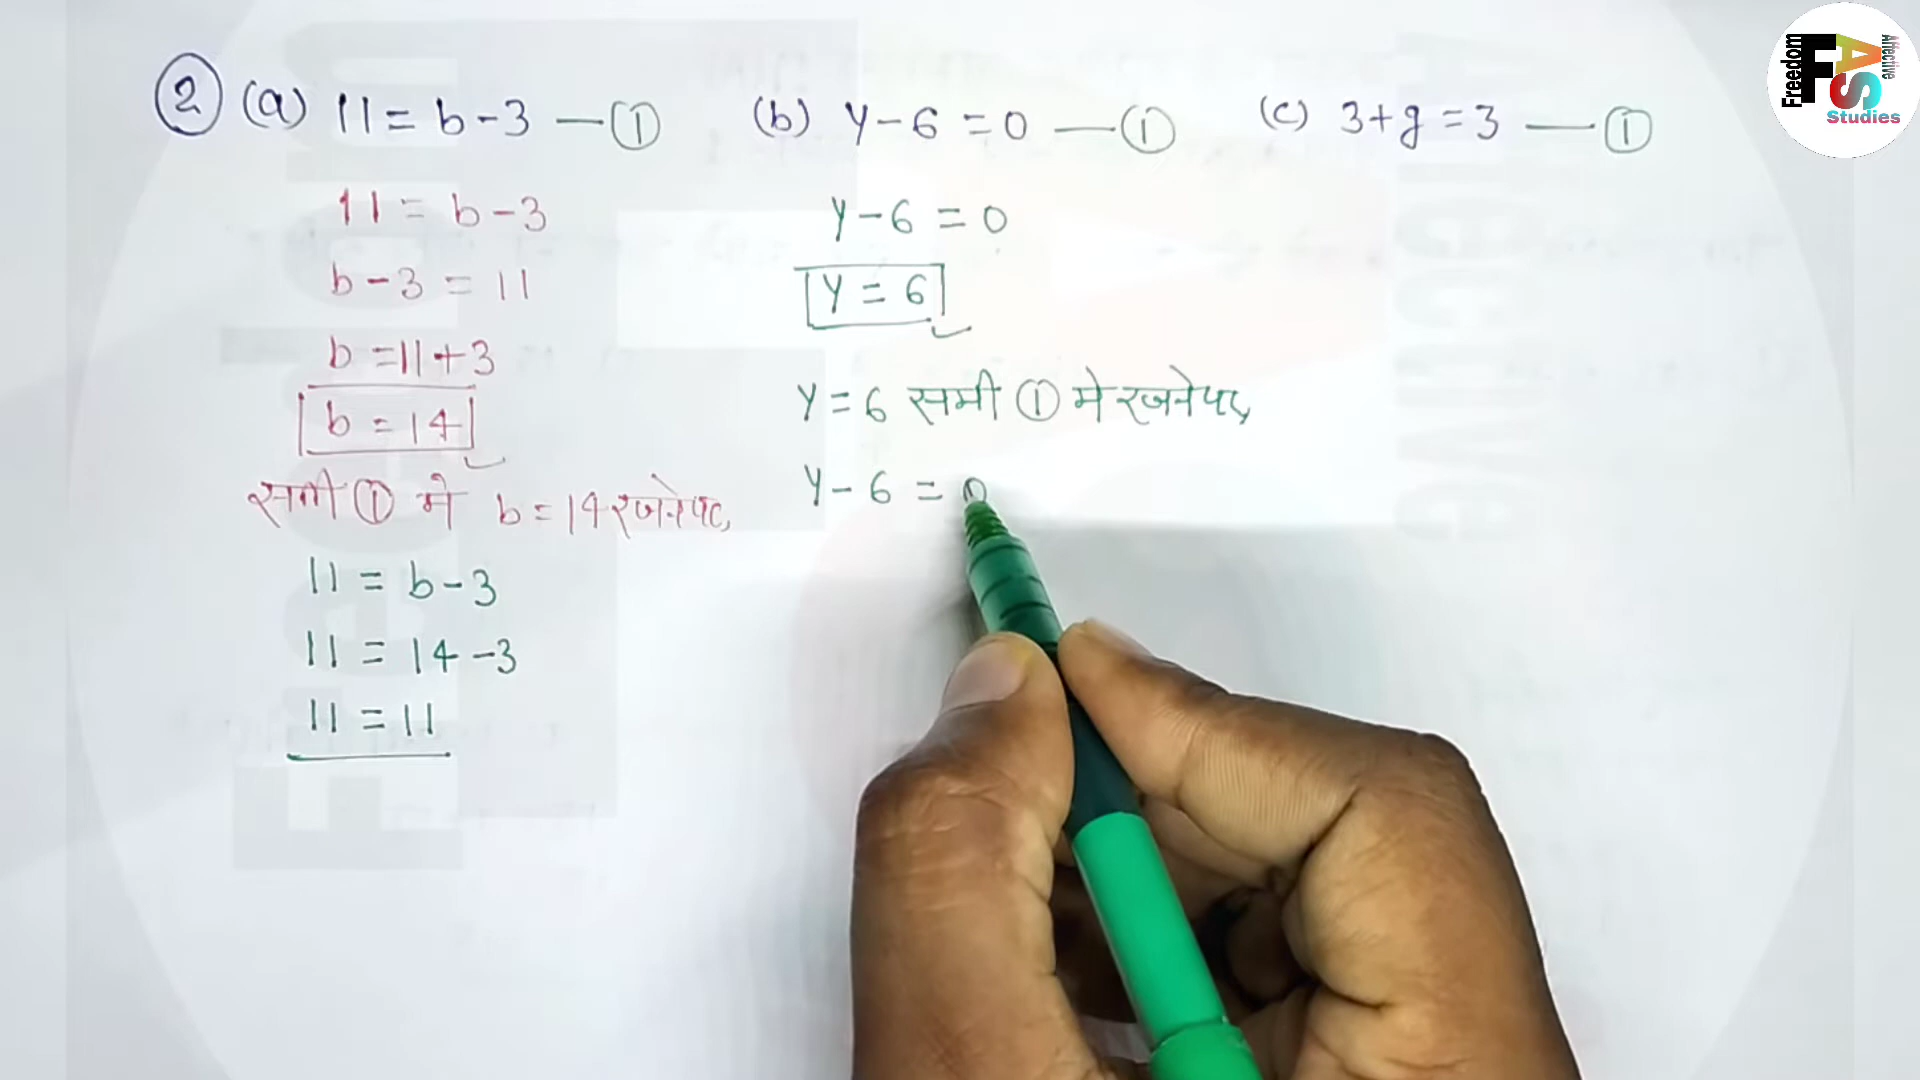 ② (a) 11 = b - 3 — ①
11 = b - 3
b - 3 = 11
b = 11 + 3
b = 14
समी ① मे b = 14 रखनेपर,
11 = b - 3
11 = 14 - 3
11 = 11
(b) y - 6 = 0 — ①
y - 6 = 0
y = 6
y = 6 समी ① मे रखनेपर,
y - 6 = 0
(c) 3 + g = 3 — ①
Freedom
FAS
Affective
Studies